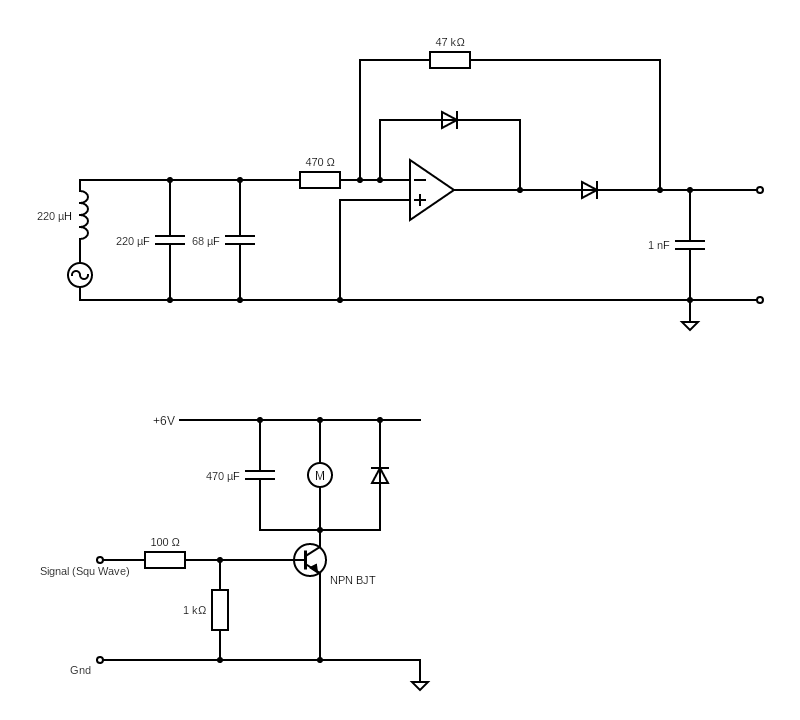 47 kΩ
470 Ω
220 µH
220 µF
68 µF
1 nF
+6V
470 µF
M
100 Ω
Signal (Squ Wave)
NPN BJT
1 kΩ
Gnd